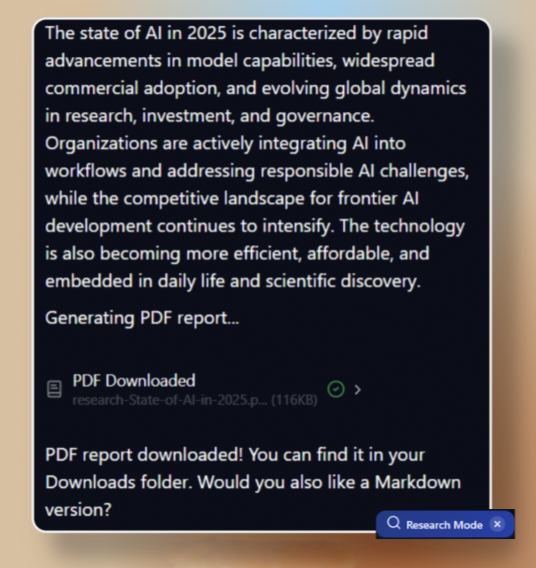 The state of AI in 2025 is characterized by rapid
advancements in model capabilities, widespread
commercial adoption, and evolving global dynamics
in research, investment, and governance.
Organizations are actively integrating AI into
workflows and addressing responsible AI challenges,
while the competitive landscape for frontier AI
development continues to intensify. The technology
is also becoming more efficient, affordable, and
embedded in daily life and scientific discovery.
Generating PDF report...
PDF Downloaded
research-State-of-AI-in-2025.p... (116KB)
PDF report downloaded! You can find it in your
Downloads folder. Would you also like a Markdown
version?
Research Mode